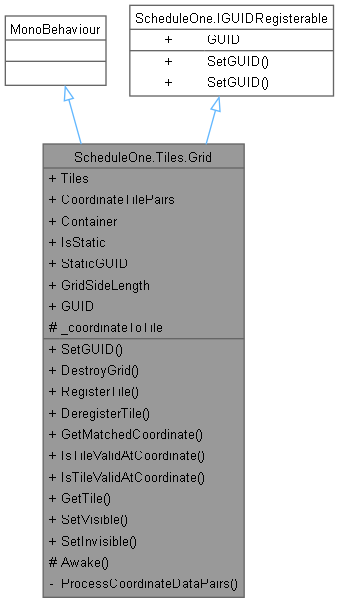 MonoBehaviour
ScheduleOne.IGUIDRegisterable
+ GUID
+ SetGUID()
+ SetGUID()
ScheduleOne.Tiles.Grid
+ Tiles
+ CoordinateTilePairs
+ Container
+ IsStatic
+ StaticGUID
+ GridSideLength
+ GUID
# _coordinateToTile
+ SetGUID()
+ DestroyGrid()
+ RegisterTile()
+ DeregisterTile()
+ GetMatchedCoordinate()
+ IsTileValidAtCoordinate()
+ IsTileValidAtCoordinate()
+ GetTile()
+ SetVisible()
+ SetInvisible()
# Awake()
- ProcessCoordinateDataPairs()